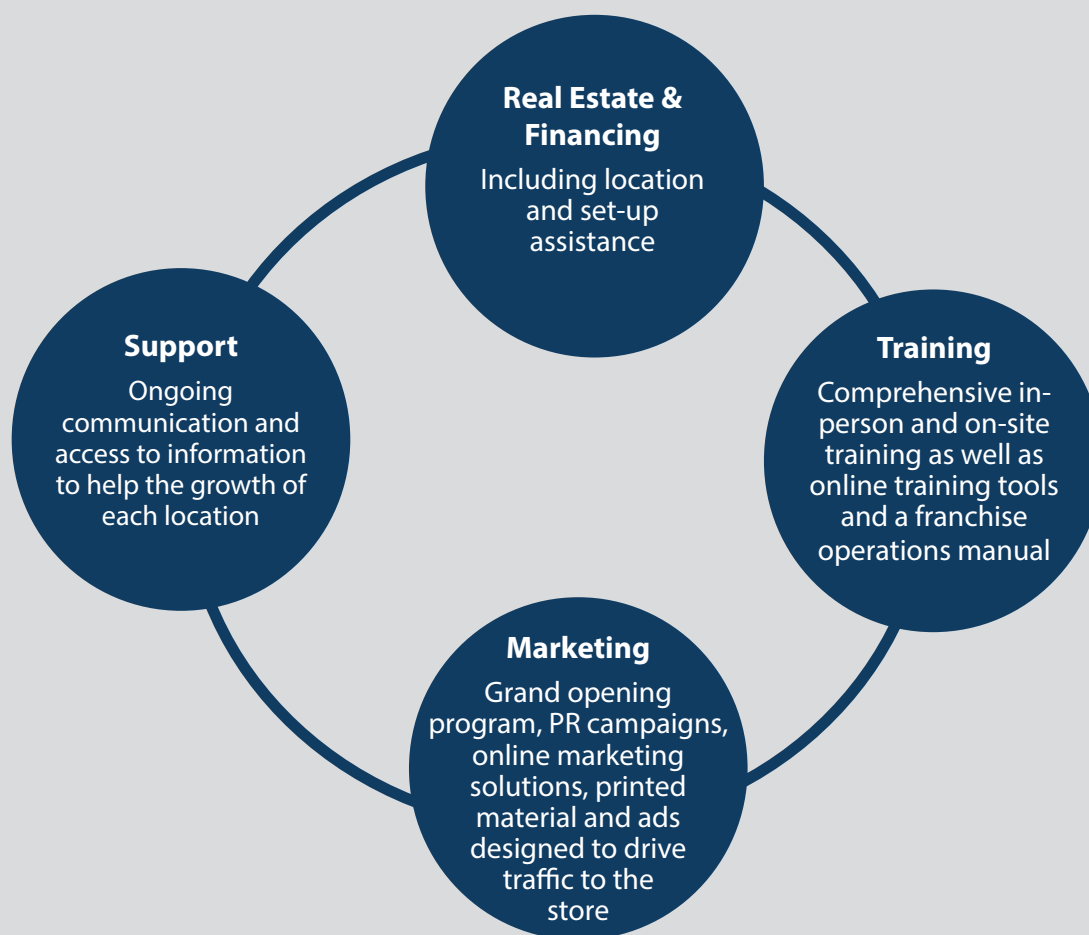 Real Estate &
Financing
Including location
and set-up
assistance
Support
Ongoing
communication and
access to information
to help the growth of
each location
Training
Comprehensive in-
person and on-site
training as well as
online training tools
and a franchise
operations manual
Marketing
Grand opening
program, PR campaigns,
online marketing
solutions, printed
material and ads
designed to drive
traffic to the
store